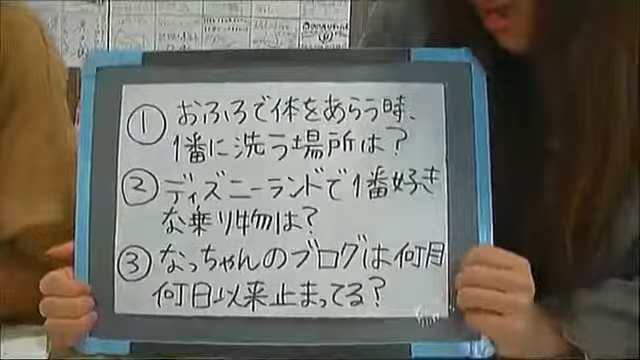 ① おふろで体をあらう時、
1番に洗う場所は?
② ディズニーランドで1番好き
な乗り物は?
③ なっちゃんのブログは何月
何日以来止まってる?